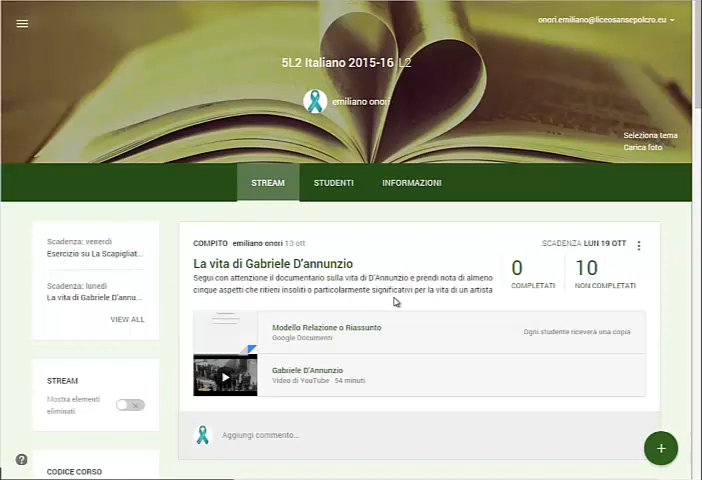 onori.emiliano@liceosansepolcro.eu
5L2 Italiano 2015-16 L2
emiliano onori
Seleziona tema
Carica foto
STREAM
STUDENTI
INFORMAZIONI
Scadenza: venerdì
Esercizio su La Scapigliat...
Scadenza: lunedì
La vita di Gabriele D'annu...
VIEW ALL
COMPITO emiliano onori 13 ott
SCADENZA LUN 19 OTT
La vita di Gabriele D'annunzio
Segui con attenzione il documentario sulla vita di D'Annunzio e prendi nota di almeno
cinque aspetti che ritieni insoliti o particolarmente significativi per la vita di un artista
0
COMPLETATI
10
NON COMPLETATI
Modello Relazione o Riassunto
Google Documenti
Ogni studente riceverà una copia.
Gabriele D'Annunzio
Video di YouTube 54 minuti
STREAM
Mostra elementi
eliminati
Aggiungi commento...
CODICE CORSO